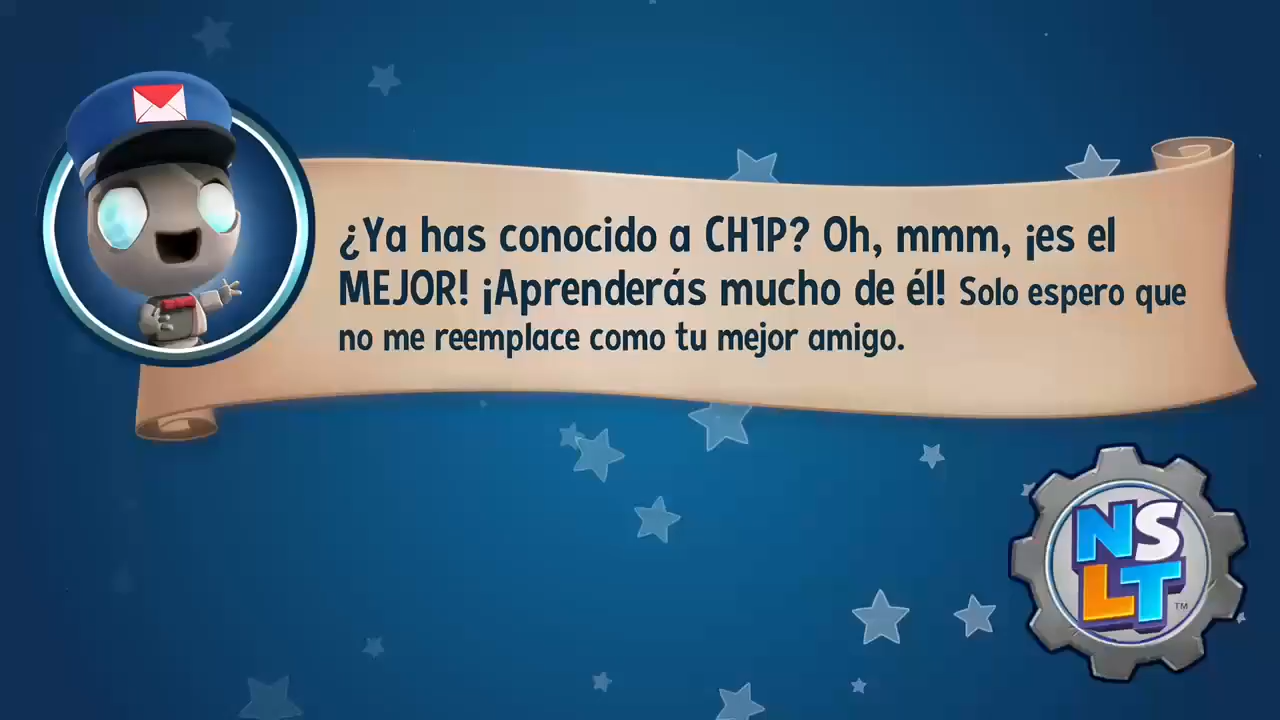 ¿Ya has conocido a CH1P? Oh, mmm, ¡es el
MEJOR! ¡Aprenderás mucho de él! Solo espero que
no me reemplace como tu mejor amigo.
NS
LT
TM